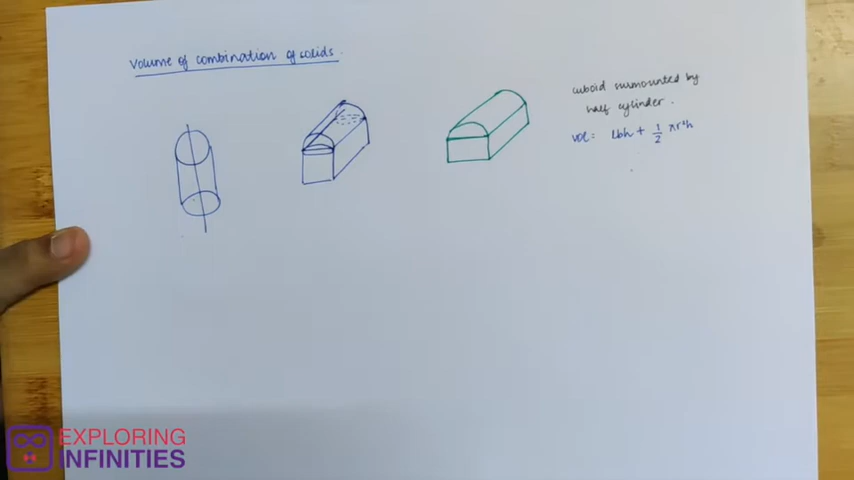 Volume of combination of solids.
cuboid surmounted by
half cylinder.
vol = lbh + 1/2 πr²h
EXPLORING
INFINITIES